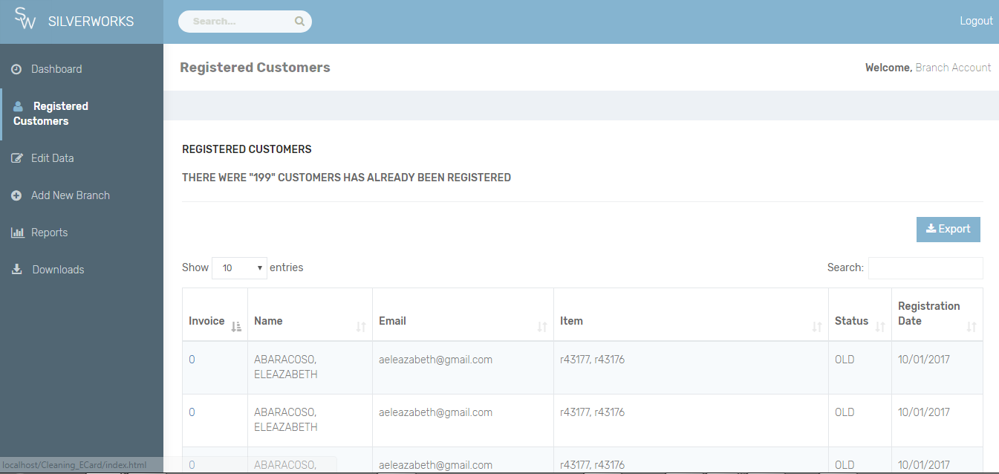 SW SILVERWORKS
Search...
Logout
Registered Customers
Welcome, Branch Account
Dashboard
Registered
Customers
Edit Data
Add New Branch
Reports
Downloads
REGISTERED CUSTOMERS
THERE WERE "199" CUSTOMERS HAS ALREADY BEEN REGISTERED
Export
Show 10 entries
Search:
Invoice Name Email Item Status Registration
Date
0 ABARACOSO, aeleazabeth@gmail.com r43177, r43176 OLD 10/01/2017
ELEAZABETH
0 ABARACOSO, aeleazabeth@gmail.com r43177, r43176 OLD 10/01/2017
ELEAZABETH
0 ABARACOSO, aeleazabeth@gmail.com r43177, r43176 OLD 10/01/2017
localhost/Cleaning_ECard/index.html